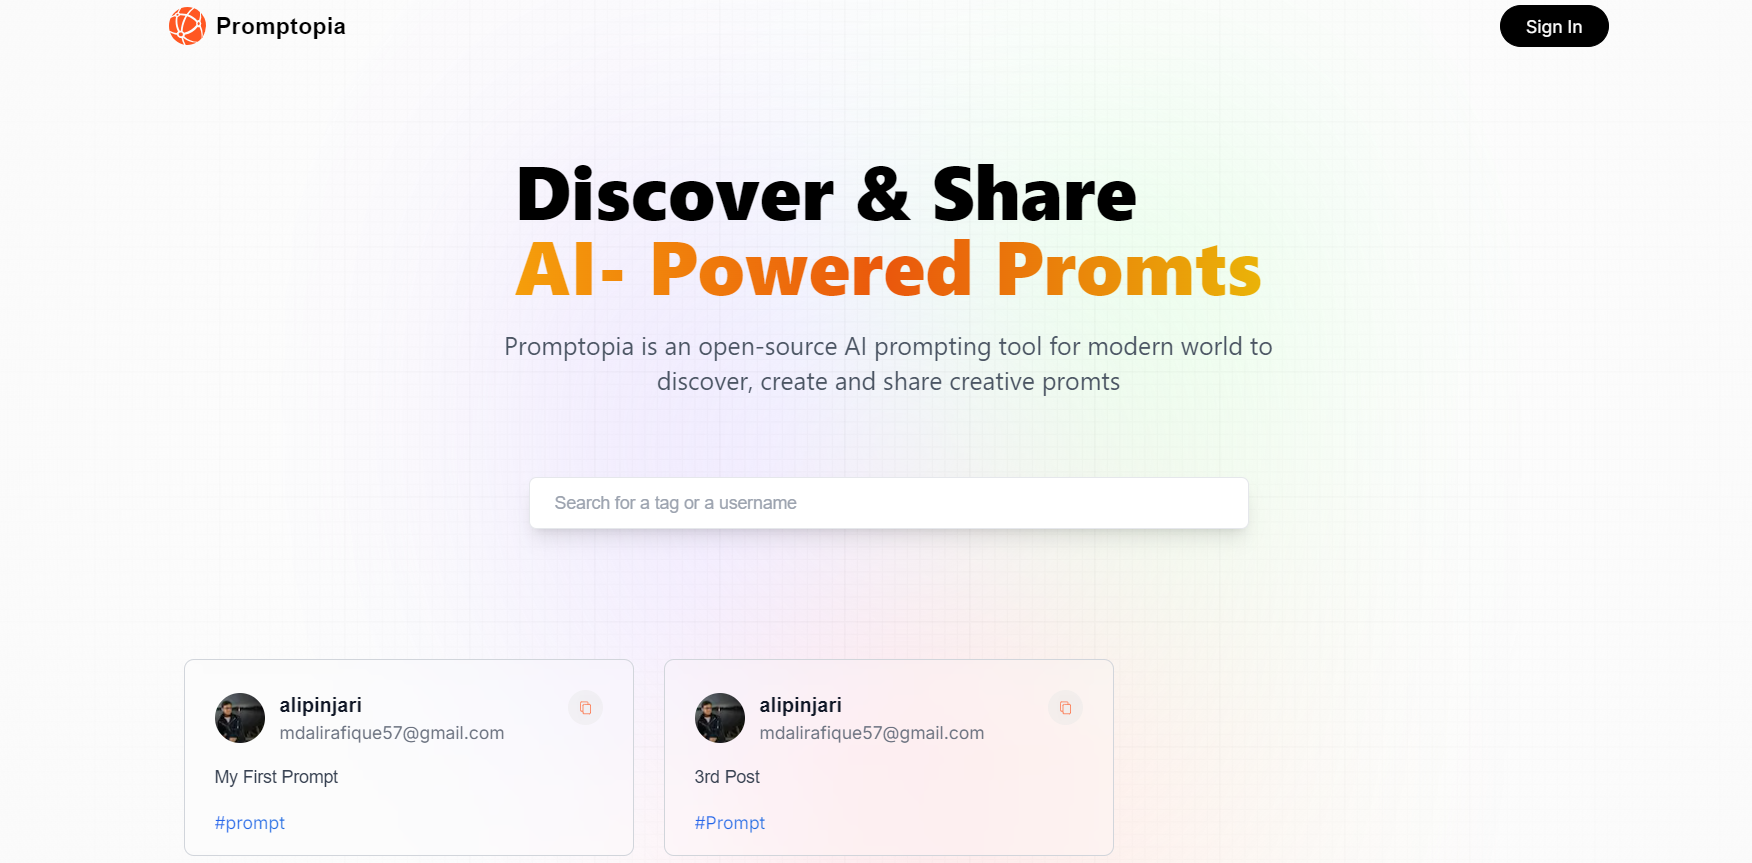 Promptopia
Sign In
Discover & Share
AI- Powered Promts
Promptopia is an open-source AI prompting tool for modern world to
discover, create and share creative promts
Search for a tag or a username
alipinjari
mdalirafique57@gmail.com
My First Prompt
#prompt
alipinjari
mdalirafique57@gmail.com
3rd Post
#Prompt